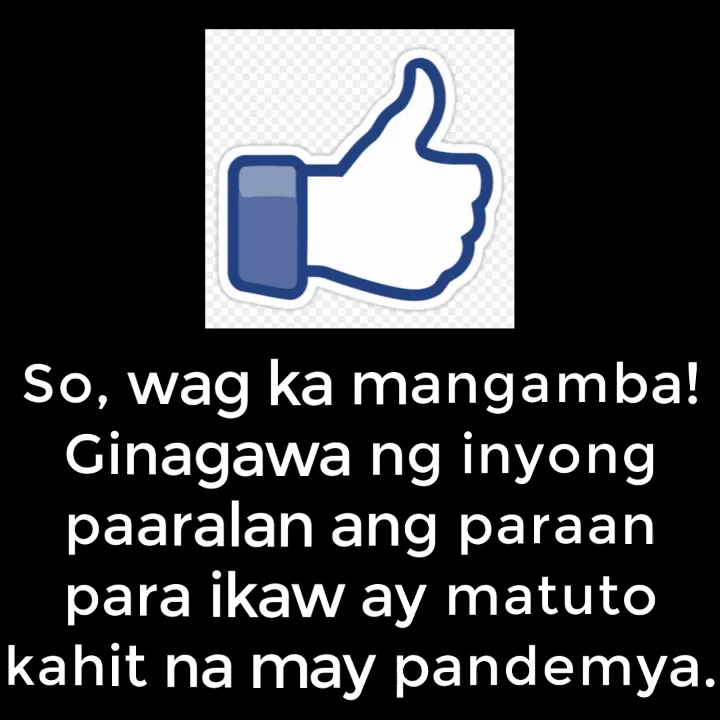 So, wag ka mangamba!
Ginagawa ng inyong
paaralan ang paraan
para ikaw ay matuto
kahit na may pandemya.